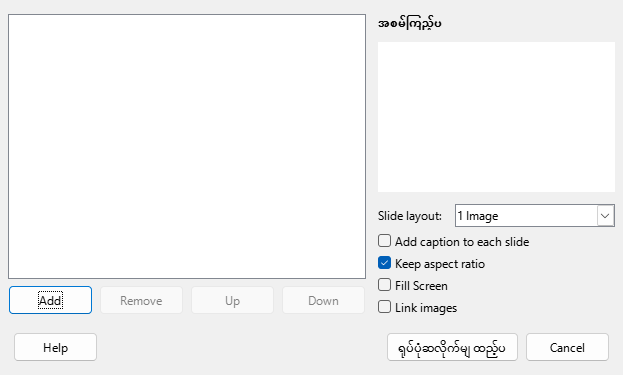 အစမ်ကြည့်ပ
Slide layout:
1 Image
Add caption to each slide
Keep aspect ratio
Fill Screen
Link images
Add
Remove
Up
Down
Help
ရုပ်ပုံဆလိုက်မျ ထည့်ပ
Cancel